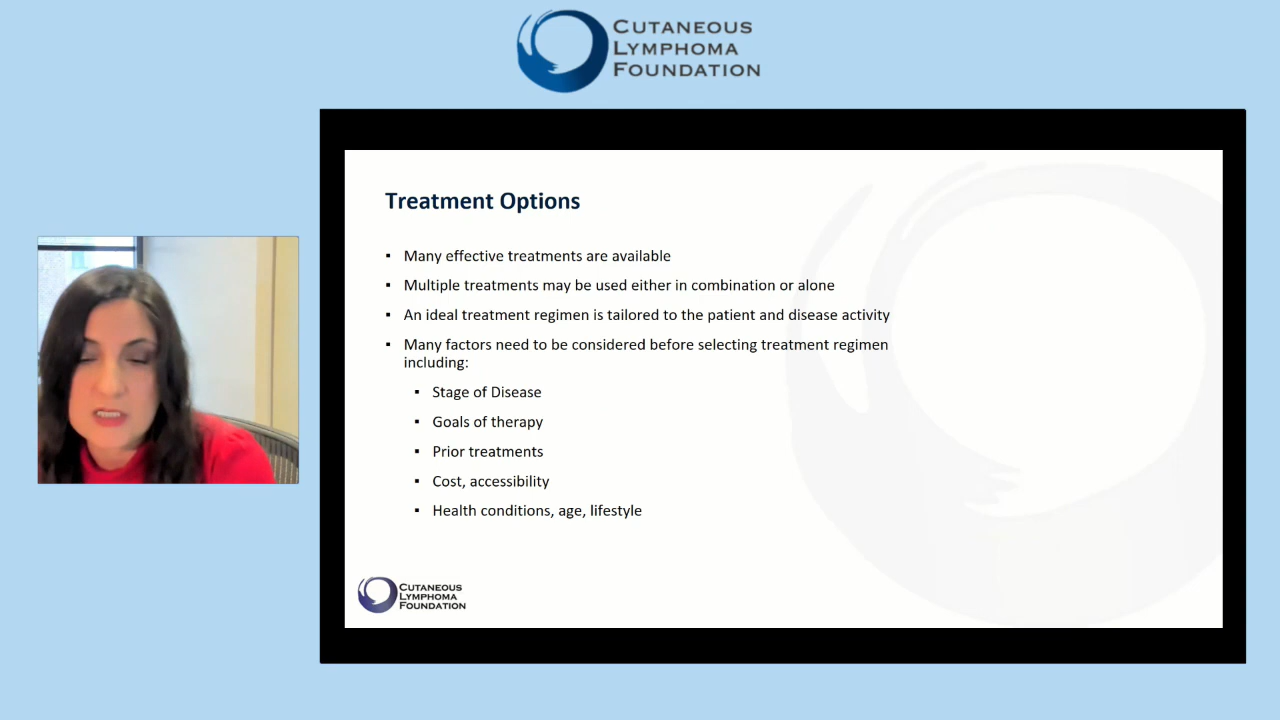 CUTANEOUS
LYMPHOMA
FOUNDATION
Treatment Options
▪ Many effective treatments are available
▪ Multiple treatments may be used either in combination or alone
▪ An ideal treatment regimen is tailored to the patient and disease activity
▪ Many factors need to be considered before selecting treatment regimen
including:
▪ Stage of Disease
▪ Goals of therapy
▪ Prior treatments
▪ Cost, accessibility
▪ Health conditions, age, lifestyle
CUTANEOUS
LYMPHOMA
FOUNDATION